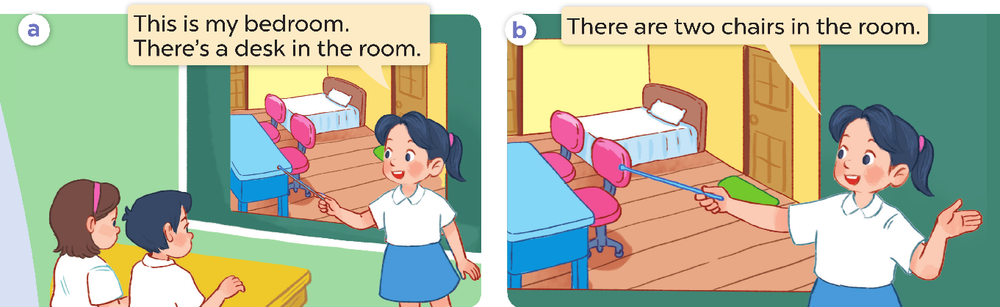 a
This is my bedroom.
There's a desk in the room.
b
There are two chairs in the room.